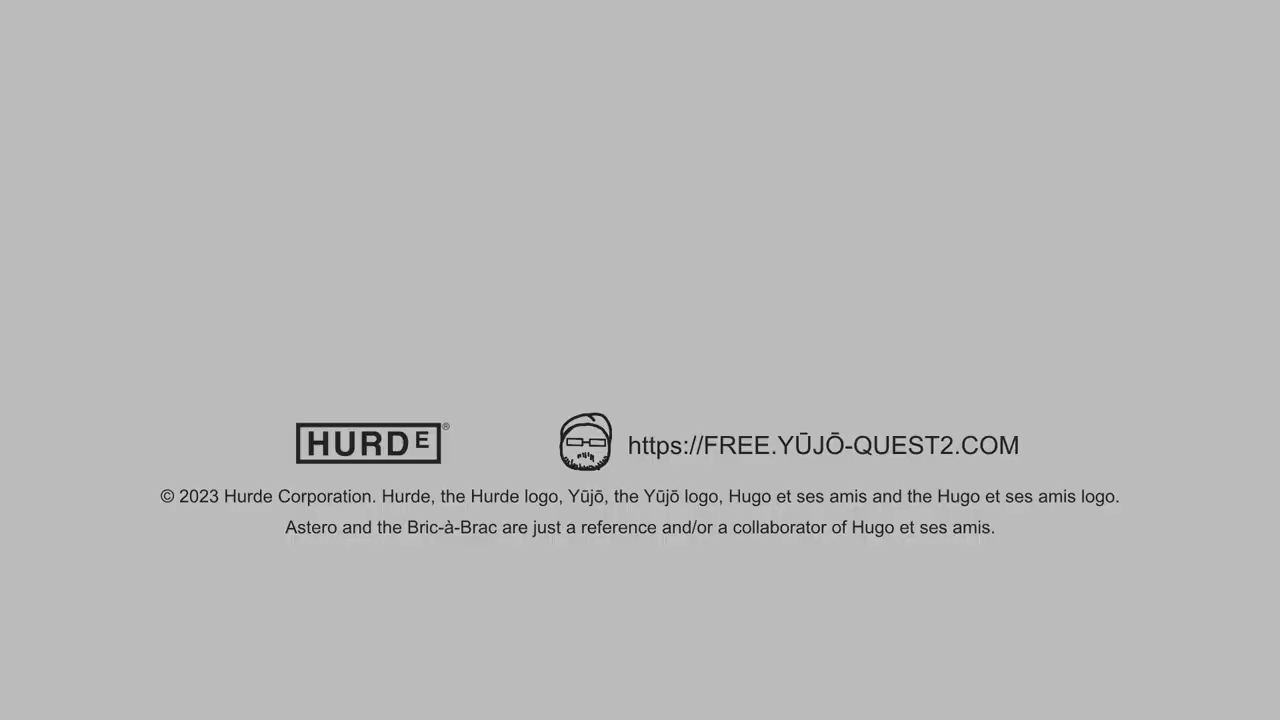 HURDE®
https://FREE.YŪJŌ-QUEST2.COM
© 2023 Hurde Corporation. Hurde, the Hurde logo, Yūjō, the Yūjō logo, Hugo et ses amis and the Hugo et ses amis logo.
Astero and the Bric-à-Brac are just a reference and/or a collaborator of Hugo et ses amis.